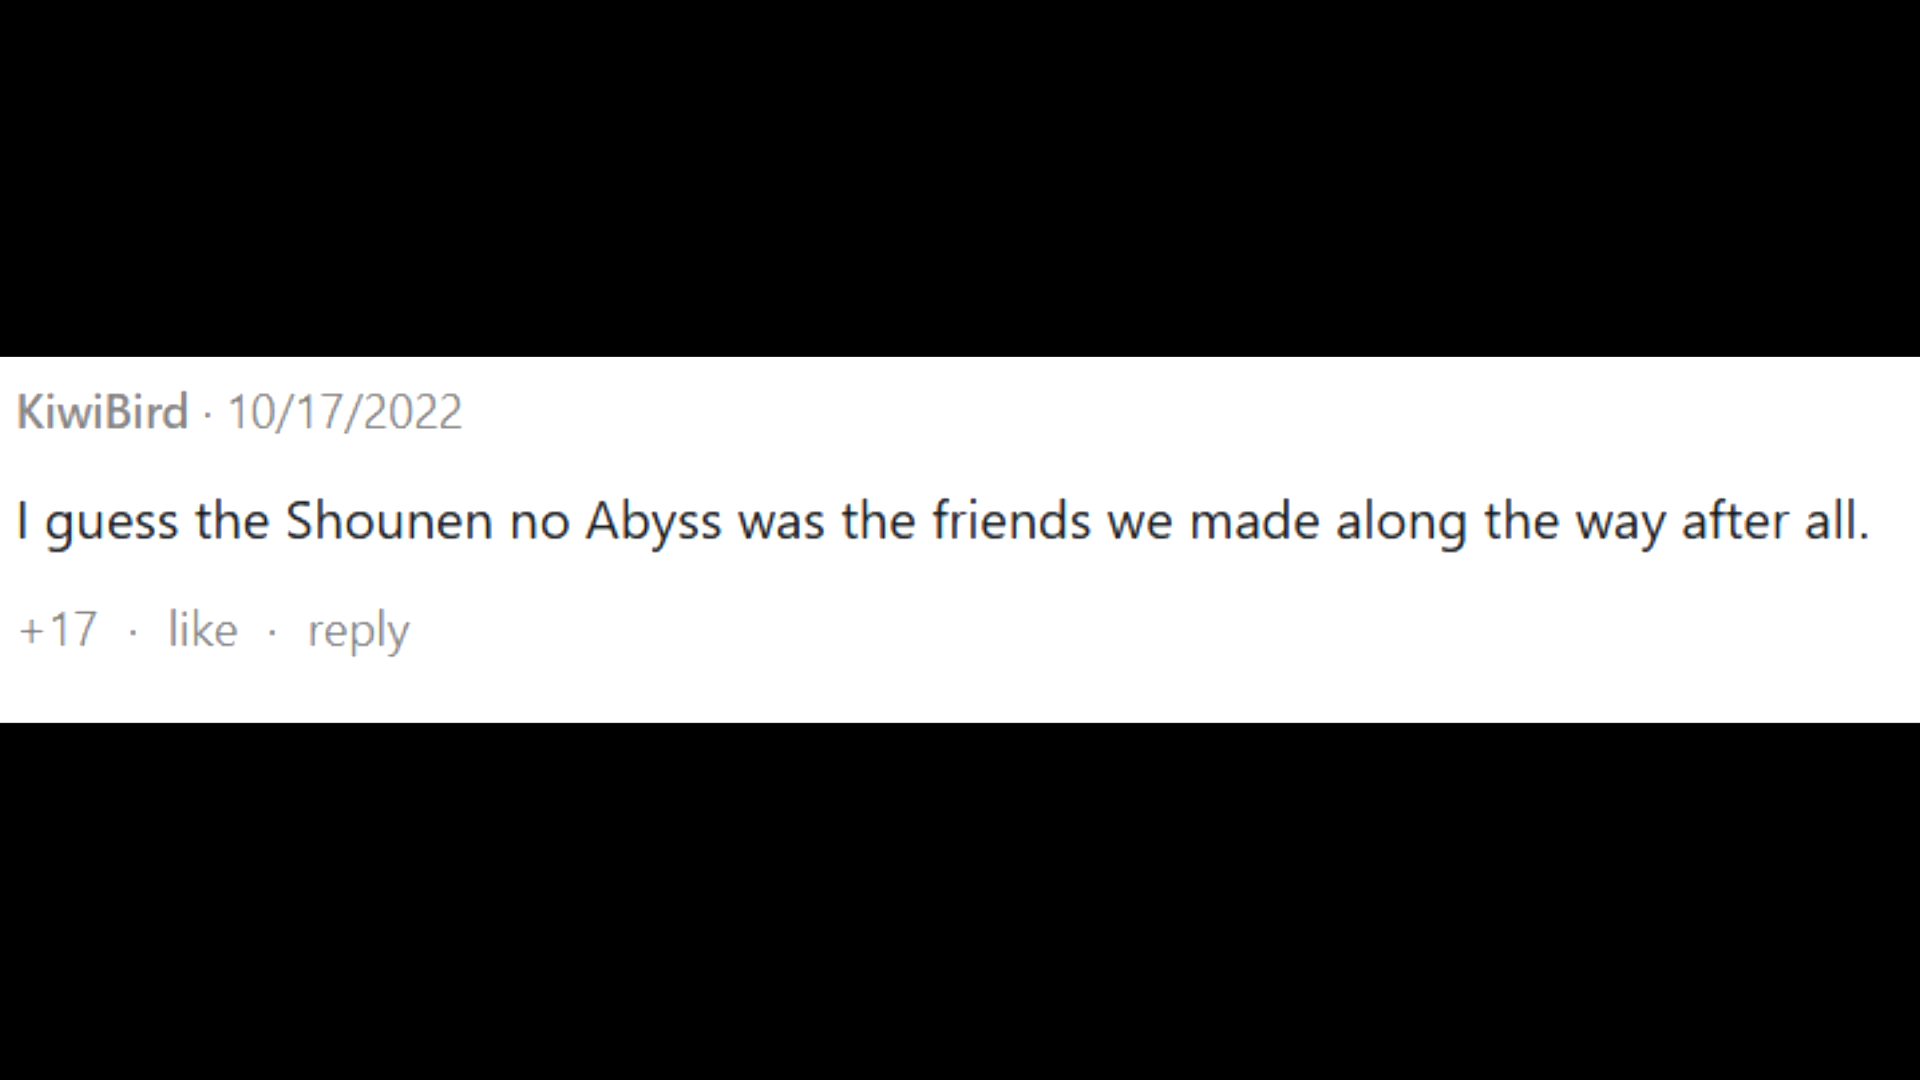 KiwiBird · 10/17/2022
I guess the Shounen no Abyss was the friends we made along the way after all.
+17 · like · reply